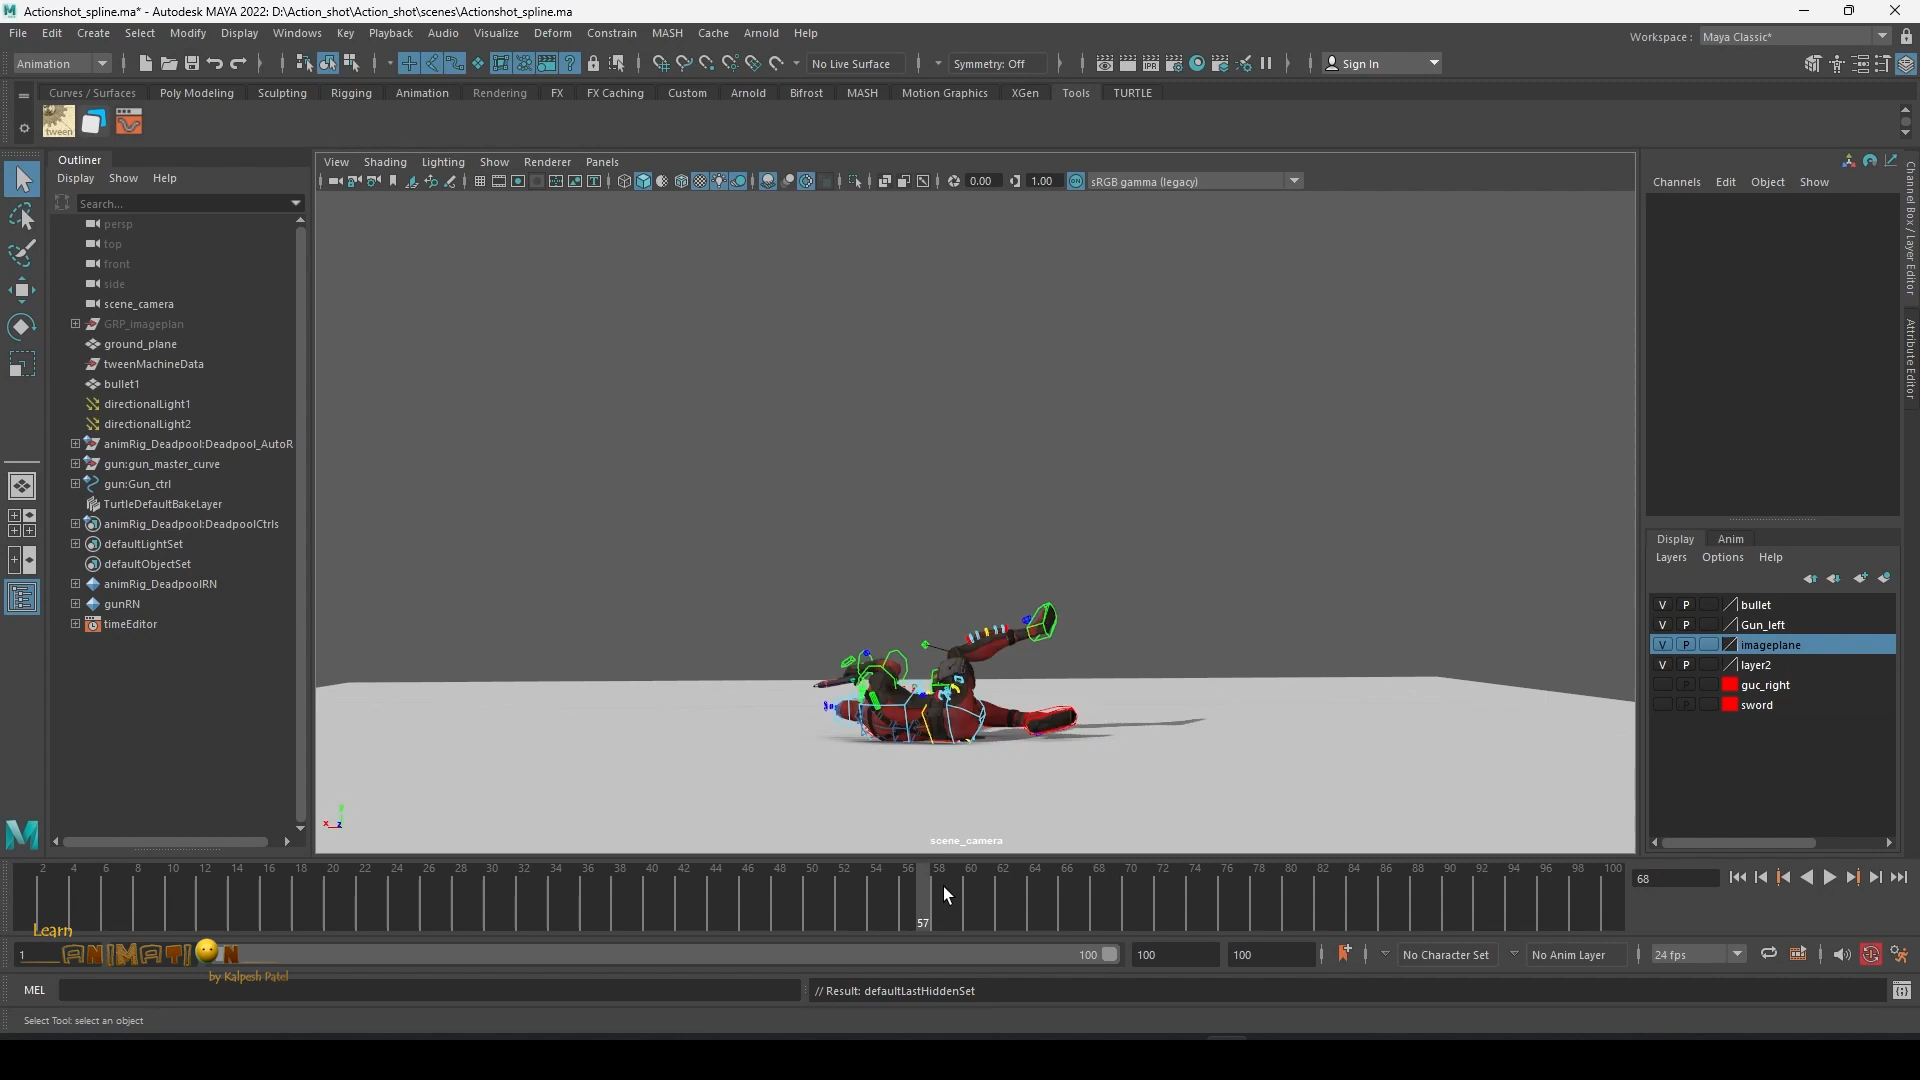 Actionshot_spline.ma* - Autodesk MAYA 2022: D:\Action_shot\Action_shot\scenes\Actionshot_spline.ma
File Edit Create Select Modify Display Windows Key Playback Audio Visualize Deform Constrain MASH Cache Arnold Help
Workspace : Maya Classic*
Animation No Live Surface Symmetry: Off Sign In
Curves / Surfaces Poly Modeling Sculpting Rigging Animation Rendering FX FX Caching Custom Arnold Bifrost MASH Motion Graphics XGen Tools TURTLE
tween
Outliner
Display Show Help
Search...
persp
top
front
side
scene_camera
GRP_imageplan
ground_plane
tweenMachineData
bullet1
directionalLight1
directionalLight2
animRig_Deadpool:Deadpool_AutoR
gun:gun_master_curve
gun:Gun_ctrl
TurtleDefaultBakeLayer
animRig_Deadpool:DeadpoolCtrls
defaultLightSet
defaultObjectSet
animRig_DeadpoolRN
gunRN
timeEditor
View Shading Lighting Show Renderer Panels
0.00 1.00 ON sRGB gamma (legacy)
x z y
scene_camera
Channels Edit Object Show
Channel Box / Layer Editor
Attribute Editor
Display Anim
Layers Options Help
V P bullet
V P Gun_left
V P imageplane
V P layer2
P guc_right
P sword
2 4 6 8 10 12 14 16 18 20 22 24 26 28 30 32 34 36 38 40 42 44 46 48 50 52 54 56 58 60 62 64 66 68 70 72 74 76 78 80 82 84 86 88 90 92 94 96 98 100
57
68
Learn
ANIMATION
by Kalpesh Patel
1 100 100 100 No Character Set No Anim Layer 24 fps
MEL // Result: defaultLastHiddenSet
Select Tool: select an object